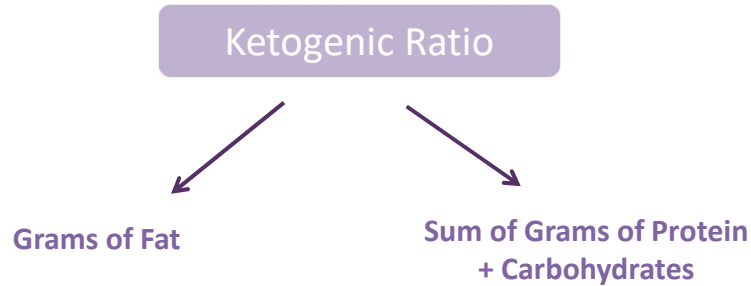 Ketogenic Ratio
Grams of Fat
Sum of Grams of Protein
+ Carbohydrates